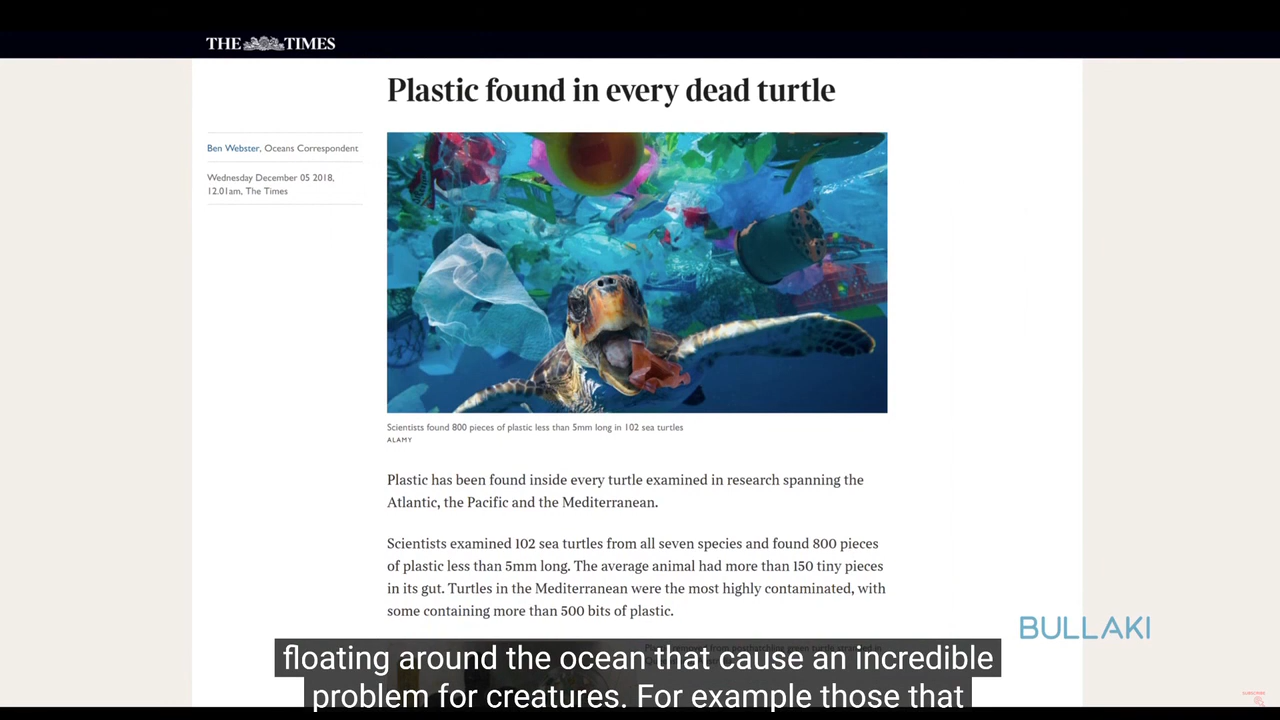 THE TIMES
Plastic found in every dead turtle
Ben Webster, Oceans Correspondent
Wednesday December 05 2018,
12.01am, The Times
Scientists found 800 pieces of plastic less than 5mm long in 102 sea turtles
ALAMY
Plastic has been found inside every turtle examined in research spanning the
Atlantic, the Pacific and the Mediterranean.
Scientists examined 102 sea turtles from all seven species and found 800 pieces
of plastic less than 5mm long. The average animal had more than 150 tiny pieces
in its gut. Turtles in the Mediterranean were the most highly contaminated, with
some containing more than 500 bits of plastic.
BULLAKI
floating around the ocean that cause an incredible
problem for creatures. For example those that
SUBSCRIBE